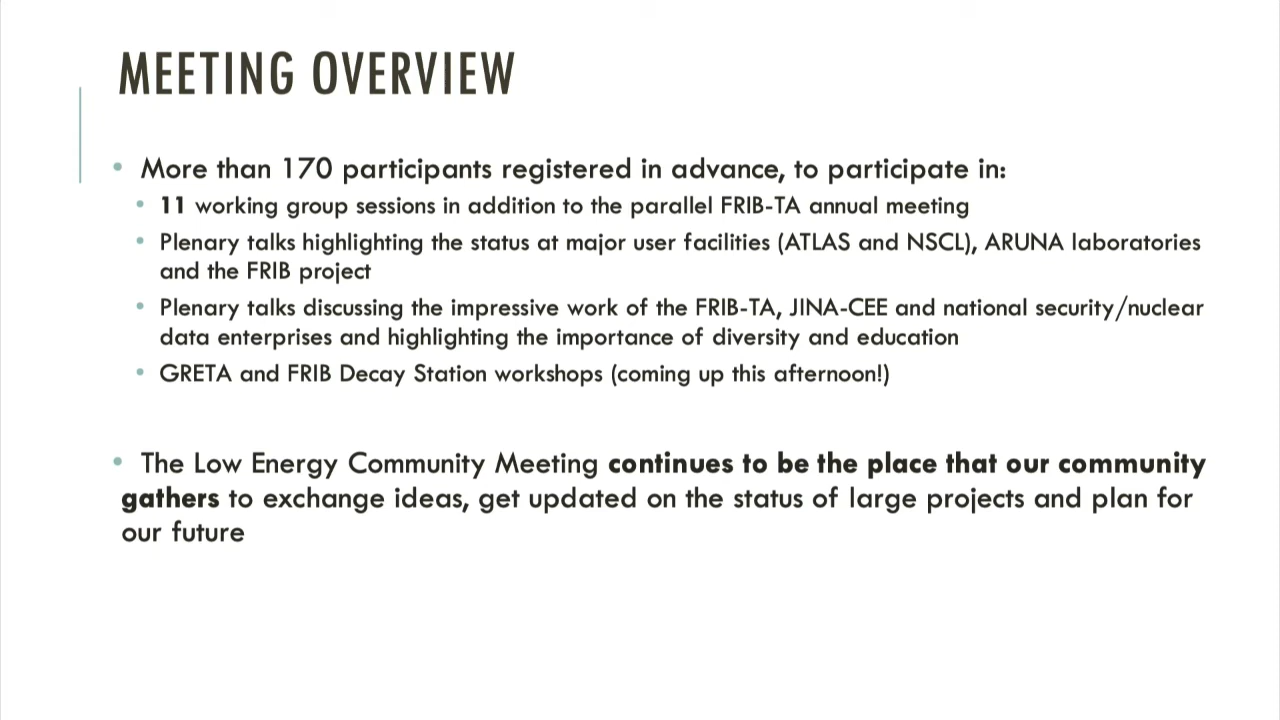 MEETING OVERVIEW
• More than 170 participants registered in advance, to participate in:
• 11 working group sessions in addition to the parallel FRIB-TA annual meeting
• Plenary talks highlighting the status at major user facilities (ATLAS and NSCL), ARUNA laboratories
and the FRIB project
• Plenary talks discussing the impressive work of the FRIB-TA, JINA-CEE and national security/nuclear
data enterprises and highlighting the importance of diversity and education
• GRETA and FRIB Decay Station workshops (coming up this afternoon!)
• The Low Energy Community Meeting continues to be the place that our community
gathers to exchange ideas, get updated on the status of large projects and plan for
our future